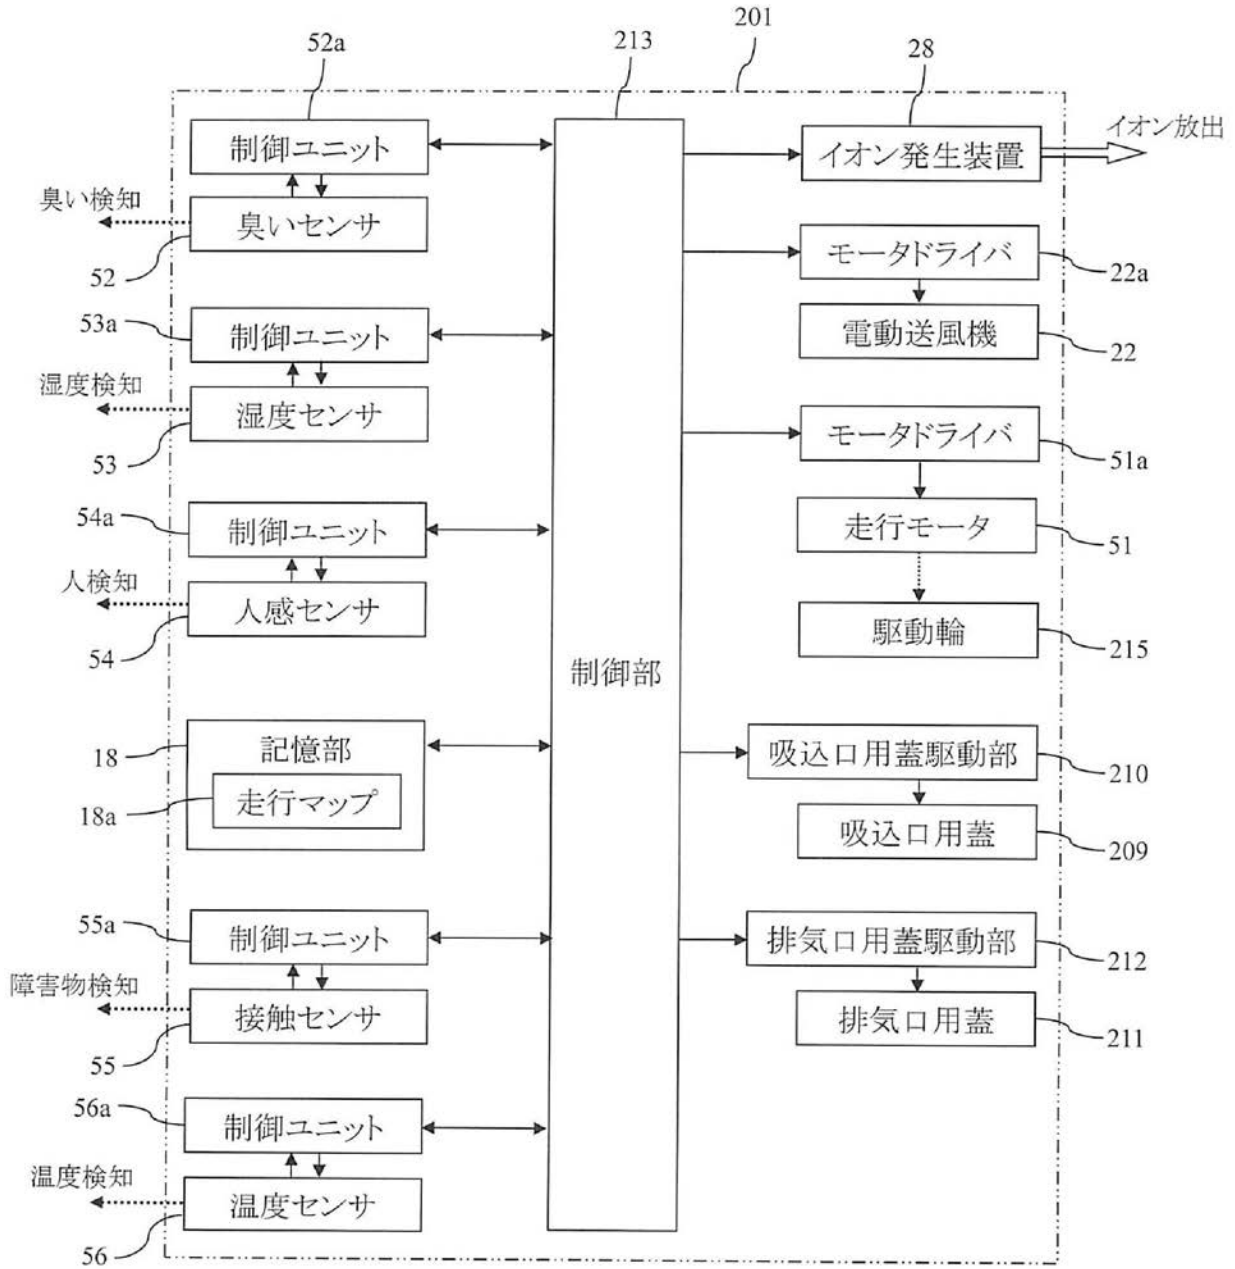 201
52a
213
28
制御ユニット
イオン発生装置
イオン放出
臭い検知
臭いセンサ
52
モータドライバ
22a
53a
制御ユニット
電動送風機
22
湿度検知
湿度センサ
53
モータドライバ
51a
54a
制御ユニット
走行モータ
51
人検知
人感センサ
54
駆動輪
215
制御部
18
記憶部
18a
走行マップ
吸込口用蓋駆動部
210
吸込口用蓋
209
55a
制御ユニット
排気口用蓋駆動部
212
障害物検知
接触センサ
55
排気口用蓋
211
56a
制御ユニット
温度検知
温度センサ
56